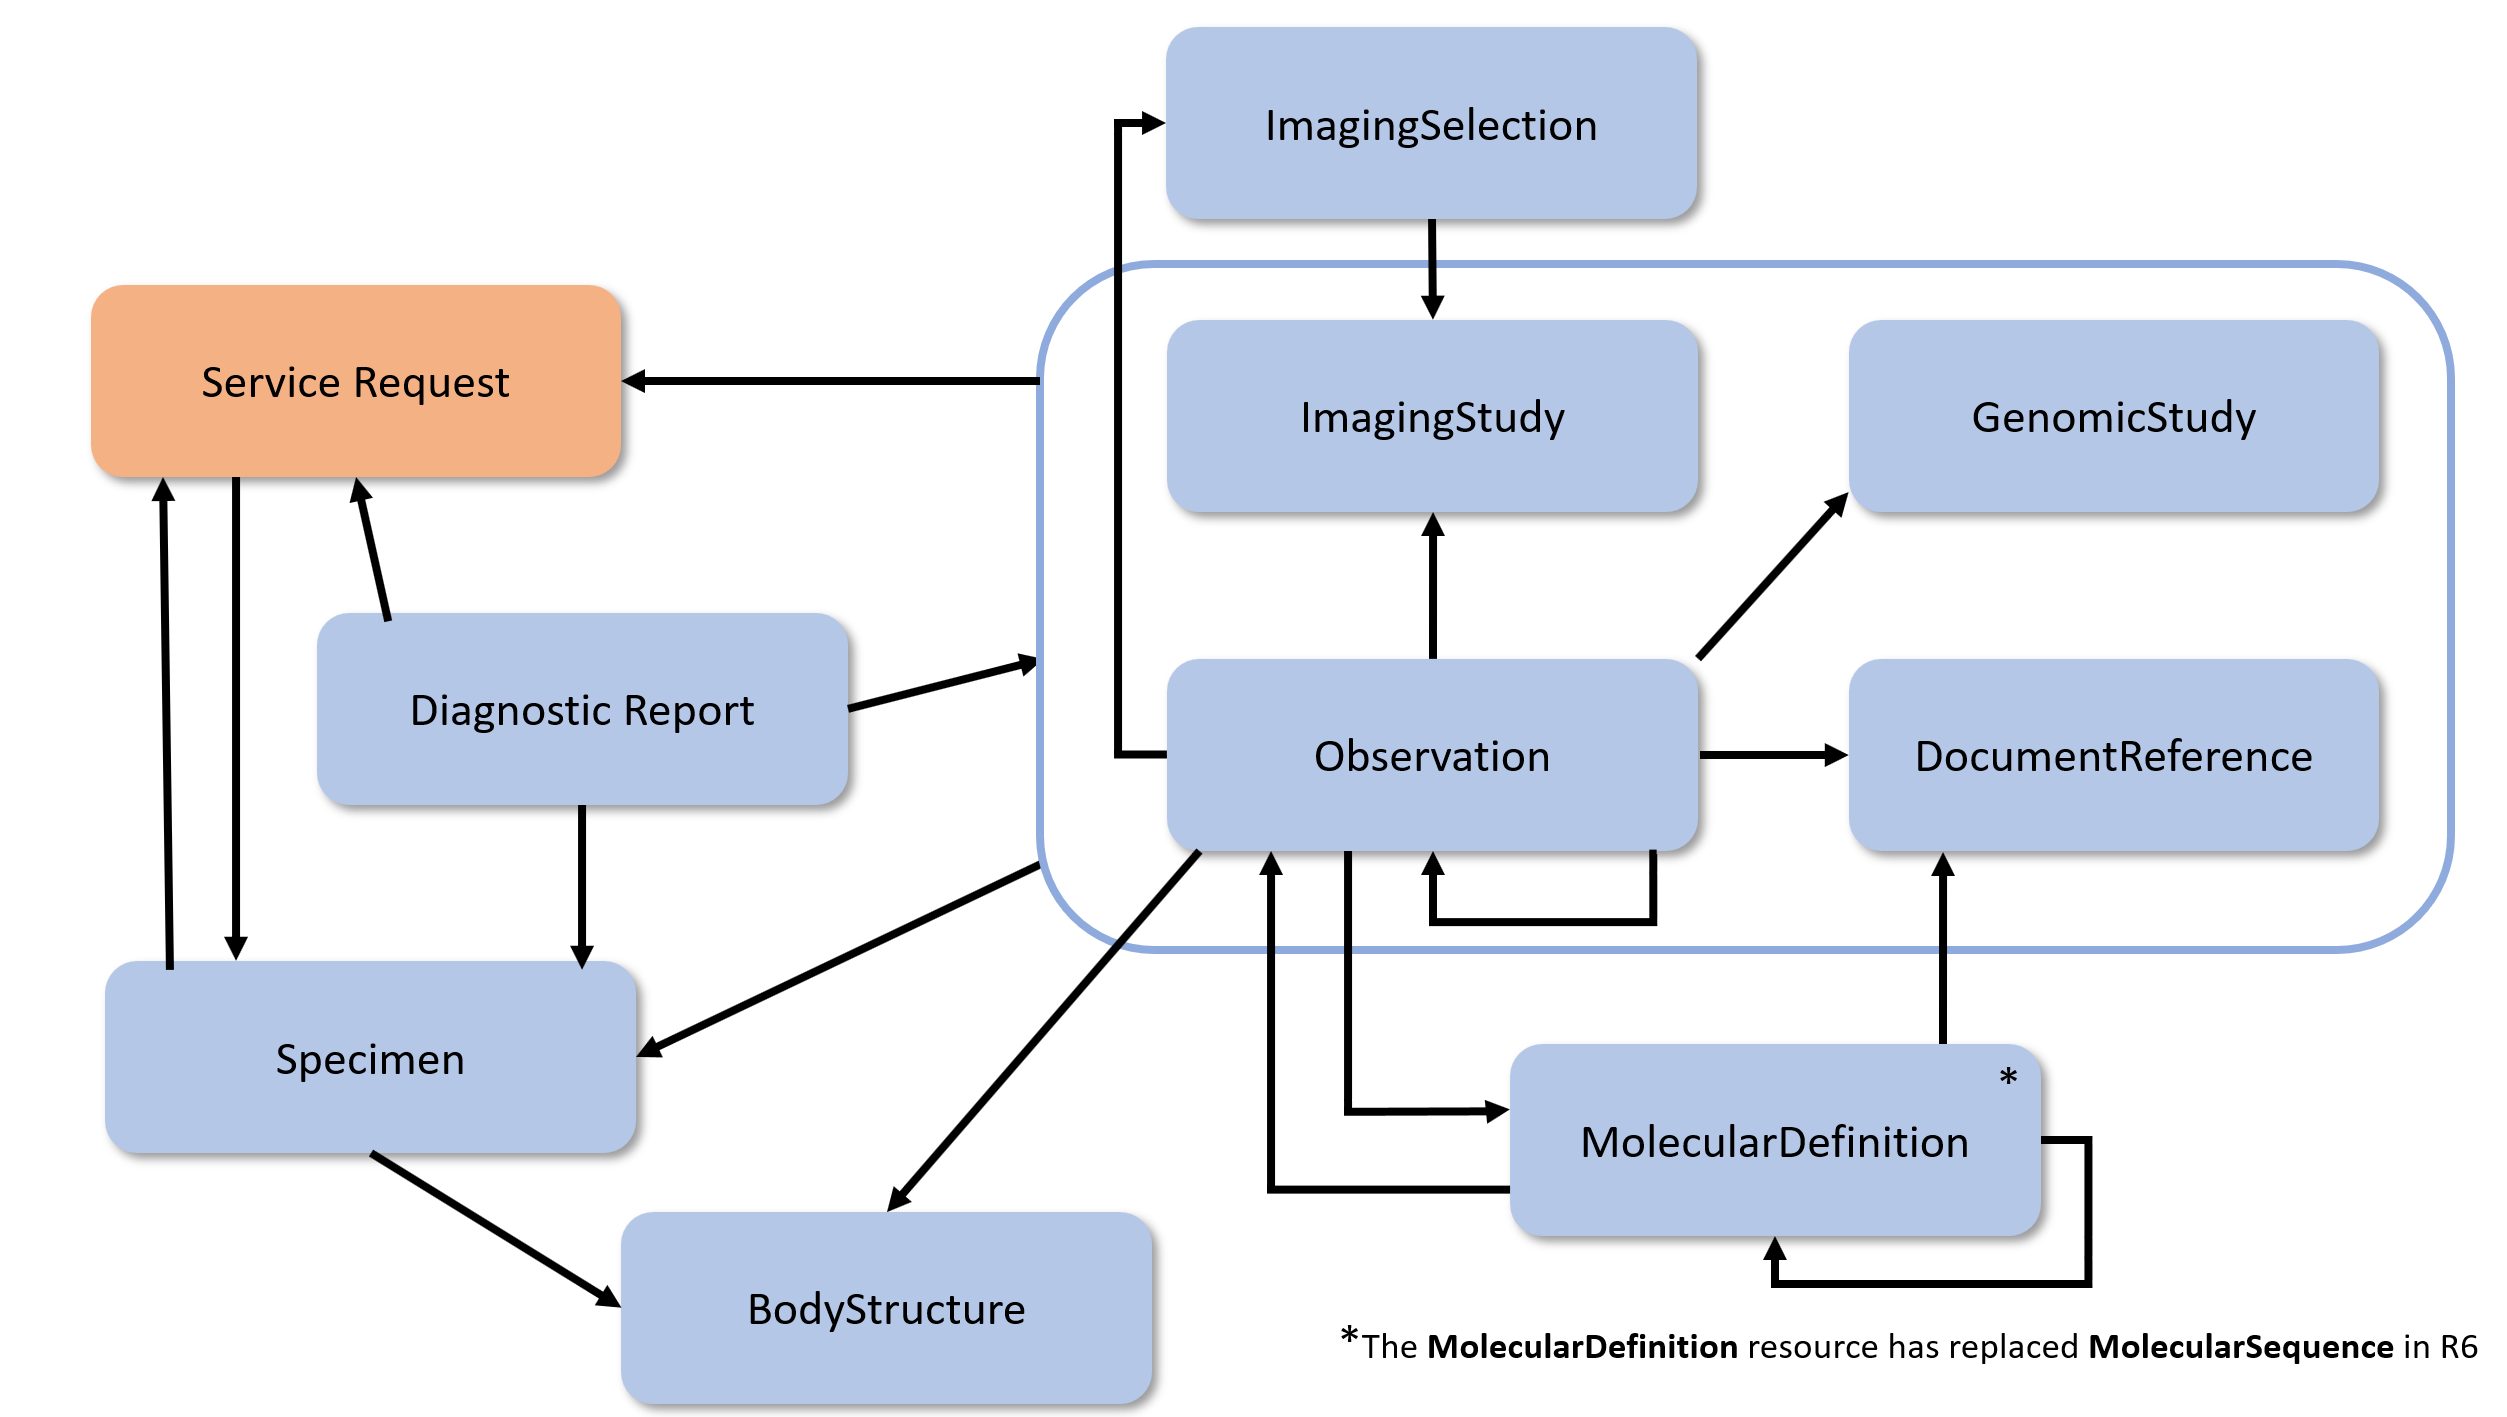 ImagingSelection
Service Request
ImagingStudy
GenomicStudy
Diagnostic Report
Observation
DocumentReference
Specimen
*
MolecularDefinition
BodyStructure
*The MolecularDefinition resource has replaced MolecularSequence in R6